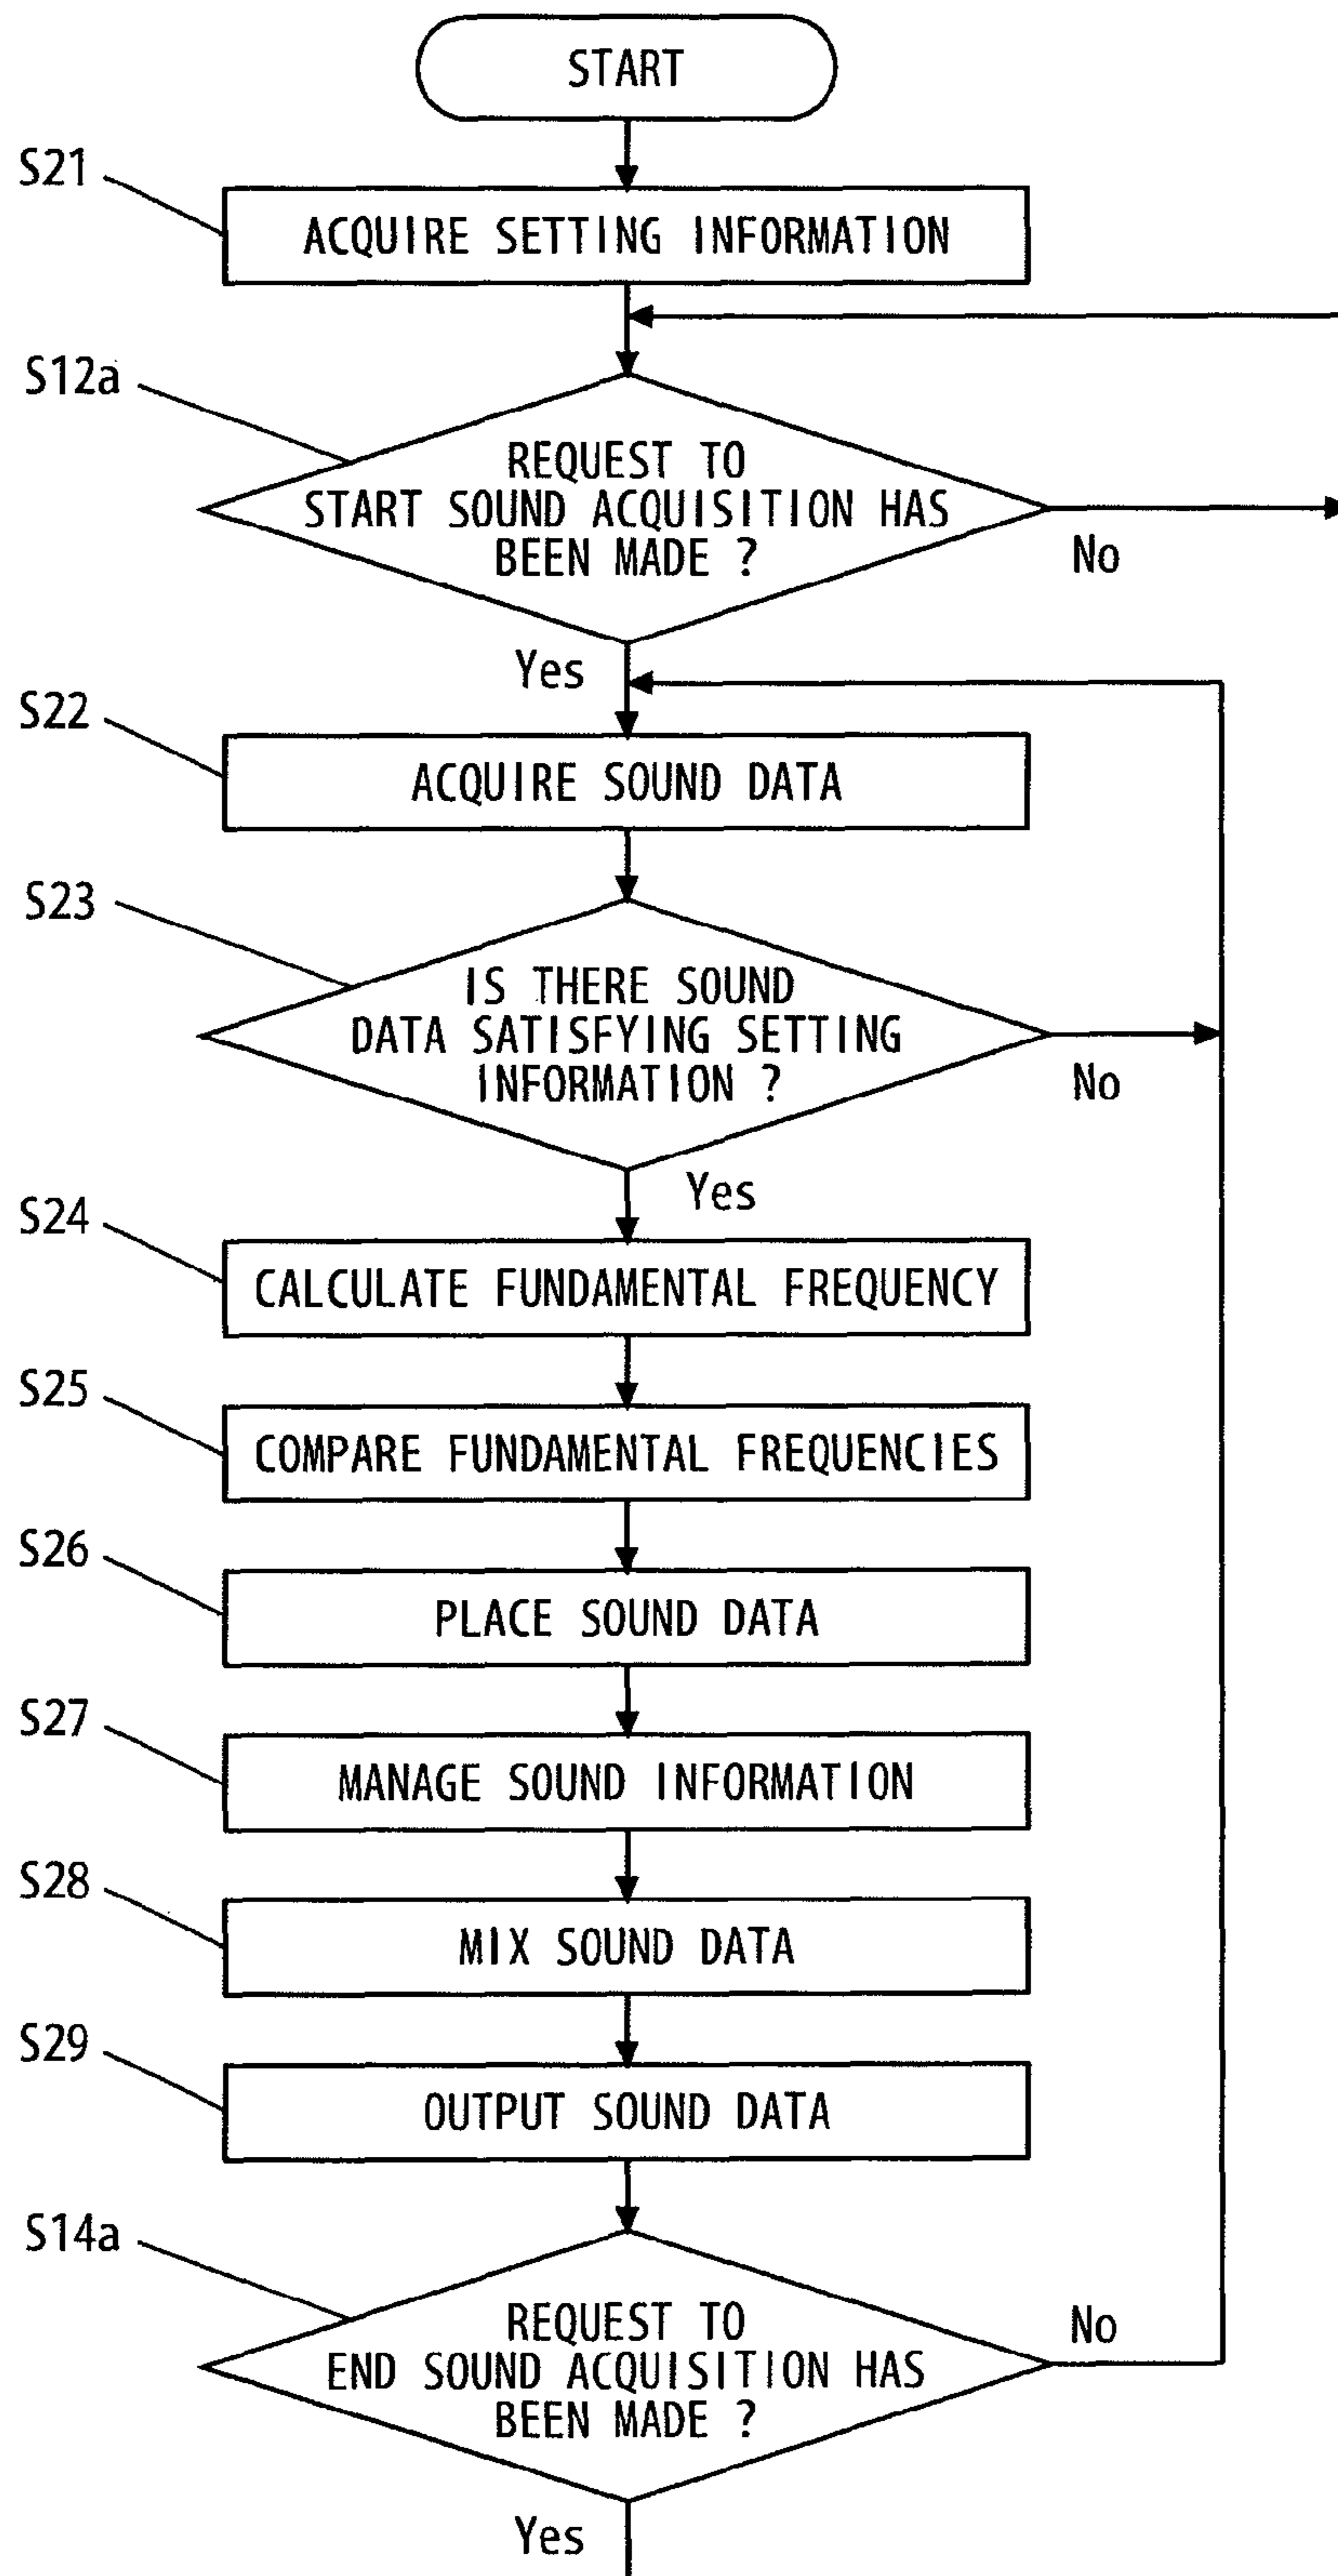 START
S21
ACQUIRE SETTING INFORMATION
S12a
REQUEST TO
START SOUND ACQUISITION HAS
BEEN MADE ?
No
Yes
S22
ACQUIRE SOUND DATA
S23
IS THERE SOUND
DATA SATISFYING SETTING
INFORMATION ?
No
Yes
S24
CALCULATE FUNDAMENTAL FREQUENCY
S25
COMPARE FUNDAMENTAL FREQUENCIES
S26
PLACE SOUND DATA
S27
MANAGE SOUND INFORMATION
S28
MIX SOUND DATA
S29
OUTPUT SOUND DATA
S14a
REQUEST TO
END SOUND ACQUISITION HAS
BEEN MADE ?
No
Yes